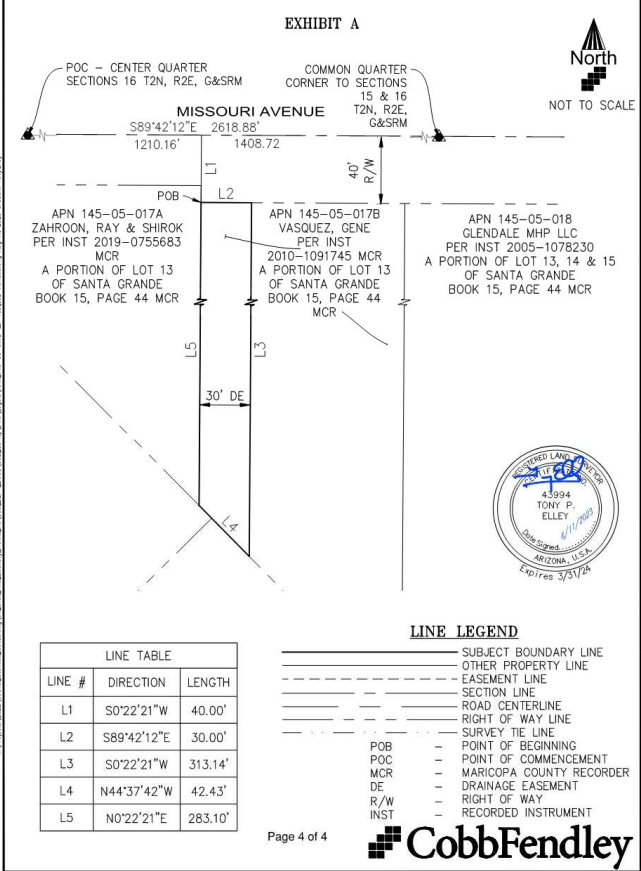 EXHIBIT A
North
NOT TO SCALE
POC - CENTER QUARTER
SECTIONS 16 T2N, R2E, G&SRM
COMMON QUARTER
CORNER TO SECTIONS
15 & 16
T2N, R2E,
G&SRM
MISSOURI AVENUE
S89°42'12"E 2618.88'
1210.16' 1408.72
L1
40'
R/W
POB
L2
APN 145-05-017A
ZAHROON, RAY & SHIROK
PER INST 2019-0755683
MCR
A PORTION OF LOT 13
OF SANTA GRANDE
BOOK 15, PAGE 44 MCR
APN 145-05-017B
VASQUEZ, GENE
PER INST
2010-1091745 MCR
A PORTION OF LOT 13
OF SANTA GRANDE
BOOK 15, PAGE 44
MCR
APN 145-05-018
GLENDALE MHP LLC
PER INST 2005-1078230
A PORTION OF LOT 13, 14 & 15
OF SANTA GRANDE
BOOK 15, PAGE 44 MCR
L5
L3
30' DE
L4
REGISTERED LAND SURVEYOR
43994
TONY P.
ELLEY
Date Signed
ARIZONA, U.S.A.
Expires 3/31/24
LINE TABLE
LINE # DIRECTION LENGTH
L1 S0°22'21"W 40.00'
L2 S89°42'12"E 30.00'
L3 S0°22'21"W 313.14'
L4 N44°37'42"W 42.43'
L5 N0°22'21"E 283.10'
LINE LEGEND
SUBJECT BOUNDARY LINE
OTHER PROPERTY LINE
EASEMENT LINE
SECTION LINE
ROAD CENTERLINE
RIGHT OF WAY LINE
SURVEY TIE LINE
POB - POINT OF BEGINNING
POC - POINT OF COMMENCEMENT
MCR - MARICOPA COUNTY RECORDER
DE - DRAINAGE EASEMENT
R/W - RIGHT OF WAY
INST - RECORDED INSTRUMENT
Page 4 of 4
CobbFendley